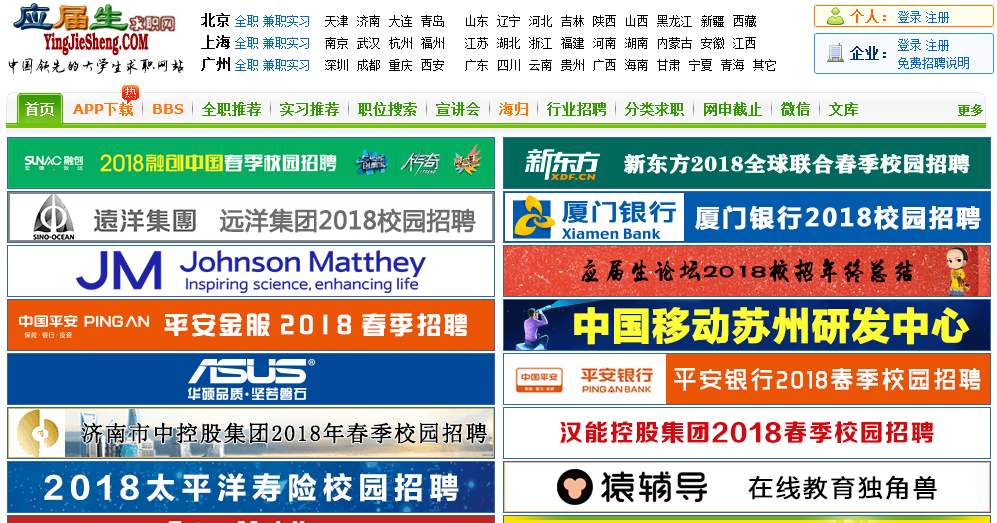 应届生求职网
YingJieSheng.COM
中国领先的大学生求职网站
北京 全职 兼职实习 天津 济南 大连 青岛 山东 辽宁 河北 吉林 陕西 山西 黑龙江 新疆 西藏
上海 全职 兼职实习 南京 武汉 杭州 福州 江苏 湖北 浙江 福建 河南 湖南 内蒙古 安徽 江西
广州 全职 兼职实习 深圳 成都 重庆 西安 广东 四川 云南 贵州 广西 海南 甘肃 宁夏 青海 其它
个人： 登录 注册
企业： 登录 注册
免费招聘说明
热
首页 APP下载 BBS 全职推荐 实习推荐 职位搜索 宣讲会 海归 行业招聘 分类求职 网申截止 微信 文库 更多
SUNAC 融创 2018融创中国春季校园招聘 传奇
新东方 XDF.CN 新东方2018全球联合春季校园招聘
SINO-OCEAN 遠洋集團 远洋集团2018校园招聘
厦门银行 Xiamen Bank 厦门银行2018校园招聘
JM Johnson Matthey
Inspiring science, enhancing life
应届生论坛2018校招年终总结
中国平安 PING AN 保险·银行·投资 平安金服 2018 春季招聘
中国移动苏州研发中心
ASUS
华硕品质·坚若磐石
中国平安 平安银行 PING AN BANK 平安银行2018春季校园招聘
济南市中控股集团2018年春季校园招聘
汉能控股集团2018春季校园招聘
2018太平洋寿险校园招聘
猿辅导 在线教育独角兽